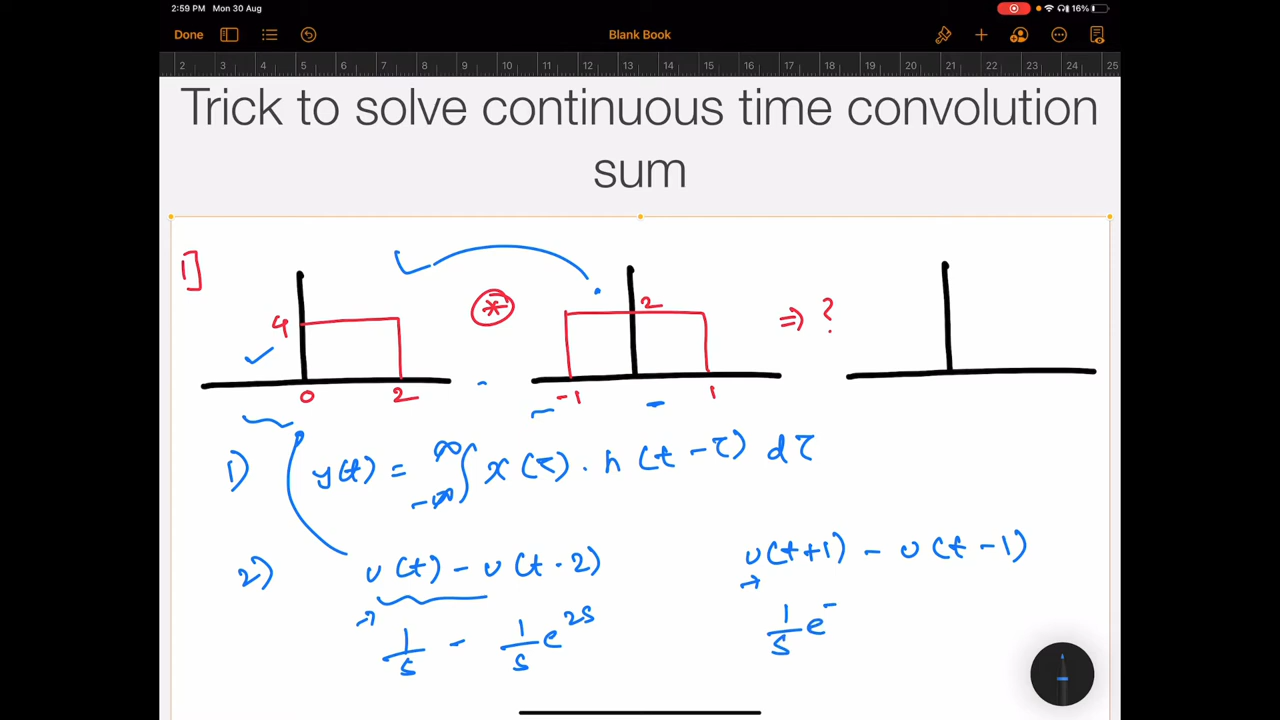 2:59 PM Mon 30 Aug 16%
Done Blank Book
2 3 4 5 6 7 8 9 10 11 12 13 14 15 16 17 18 19 20 21 22 23 24 25
Trick to solve continuous time convolution
sum
1]
4 * 2 ⇒ ?
0 2 -1 1
1) y(t) = ∞∫-∞ x(τ) · h(t-τ) dτ
2) u(t) - u(t-2) u(t+1) - u(t-1)
→ 1/s - 1/s e^2s → 1/s e^-